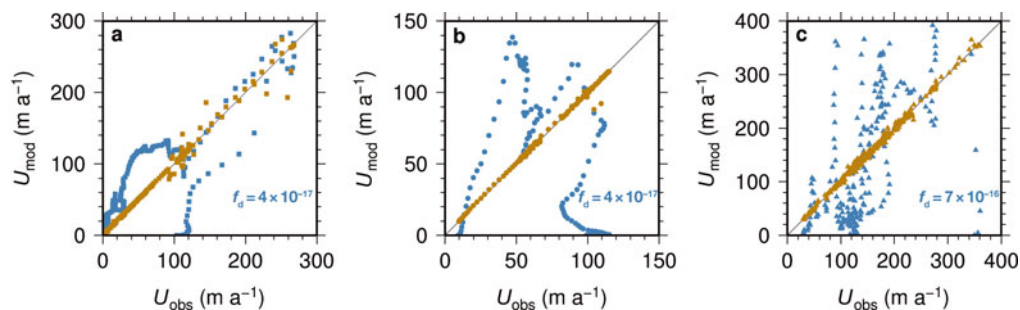 a
300
200
100
0
U_mod (m a⁻¹)
f_d = 4 × 10⁻¹⁷
0 100 200 300
U_obs (m a⁻¹)
b
150
100
50
0
U_mod (m a⁻¹)
f_d = 4 × 10⁻¹⁷
0 50 100 150
U_obs (m a⁻¹)
c
400
300
200
100
0
U_mod (m a⁻¹)
f_d = 7 × 10⁻¹⁶
0 100 200 300 400
U_obs (m a⁻¹)